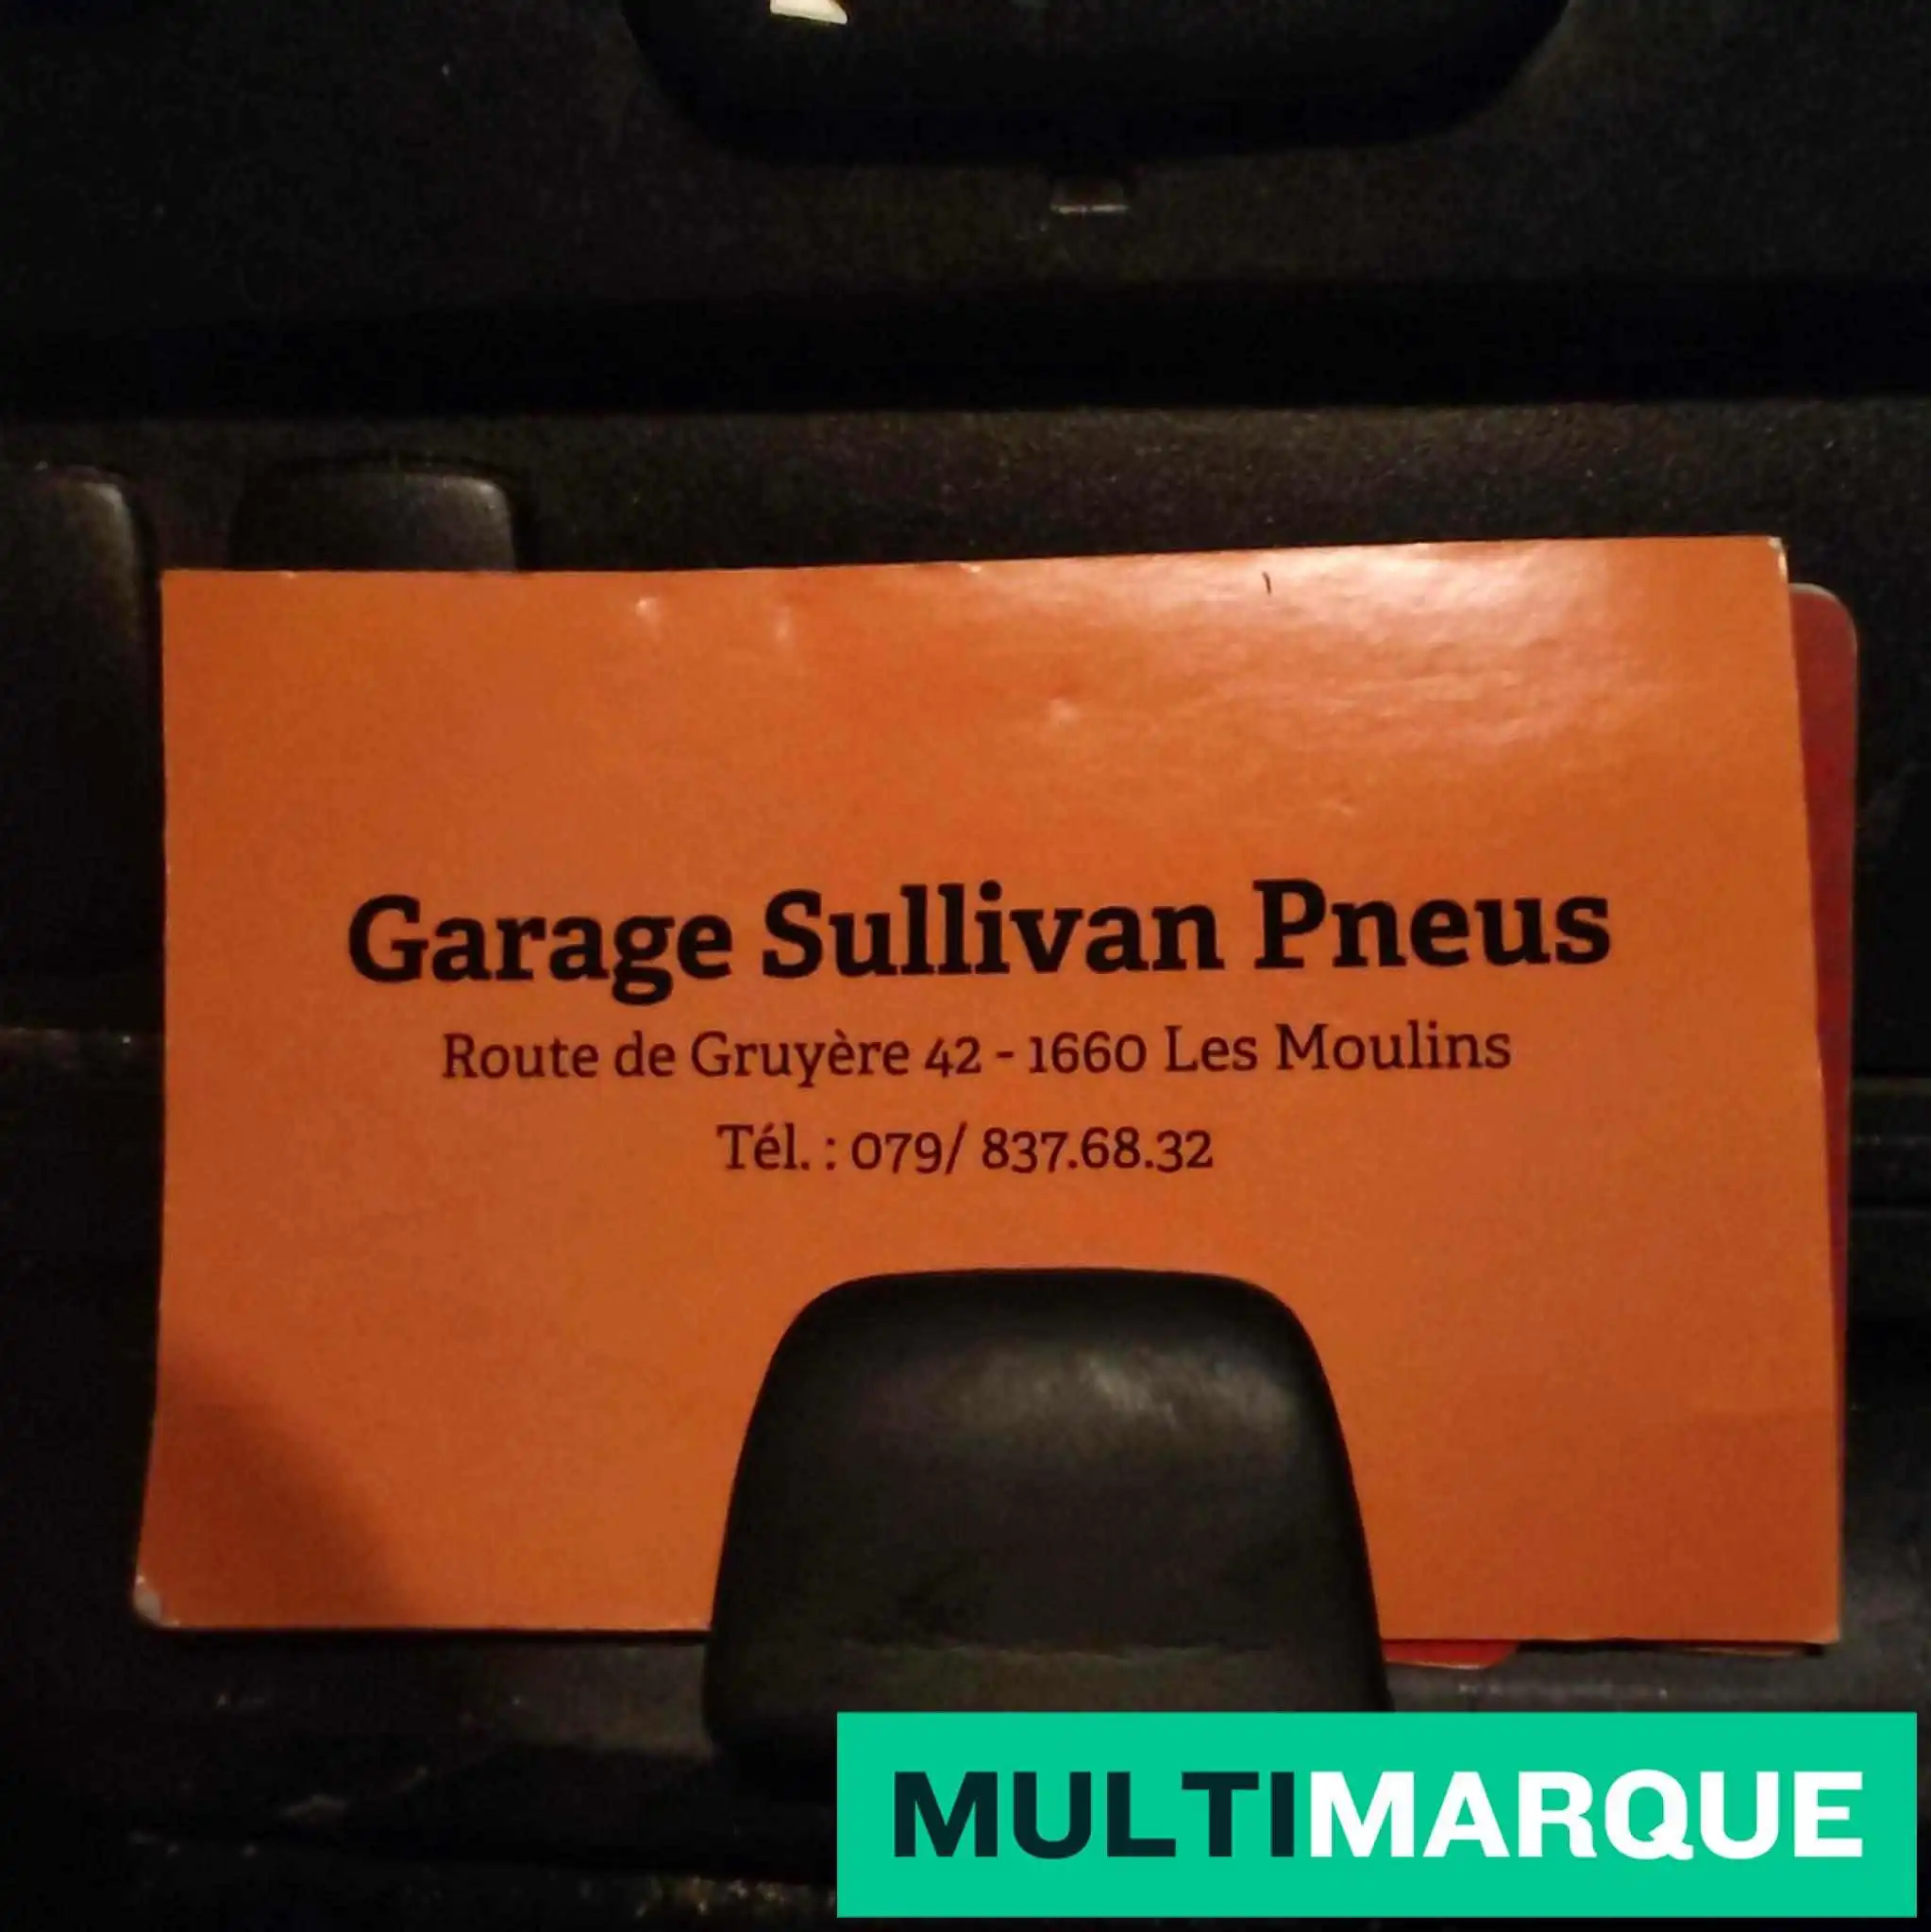 Garage Sullivan Pneus
Route de Gruyère 42 - 1660 Les Moulins
Tél. : 079/ 837.68.32
MULTIMARQUE